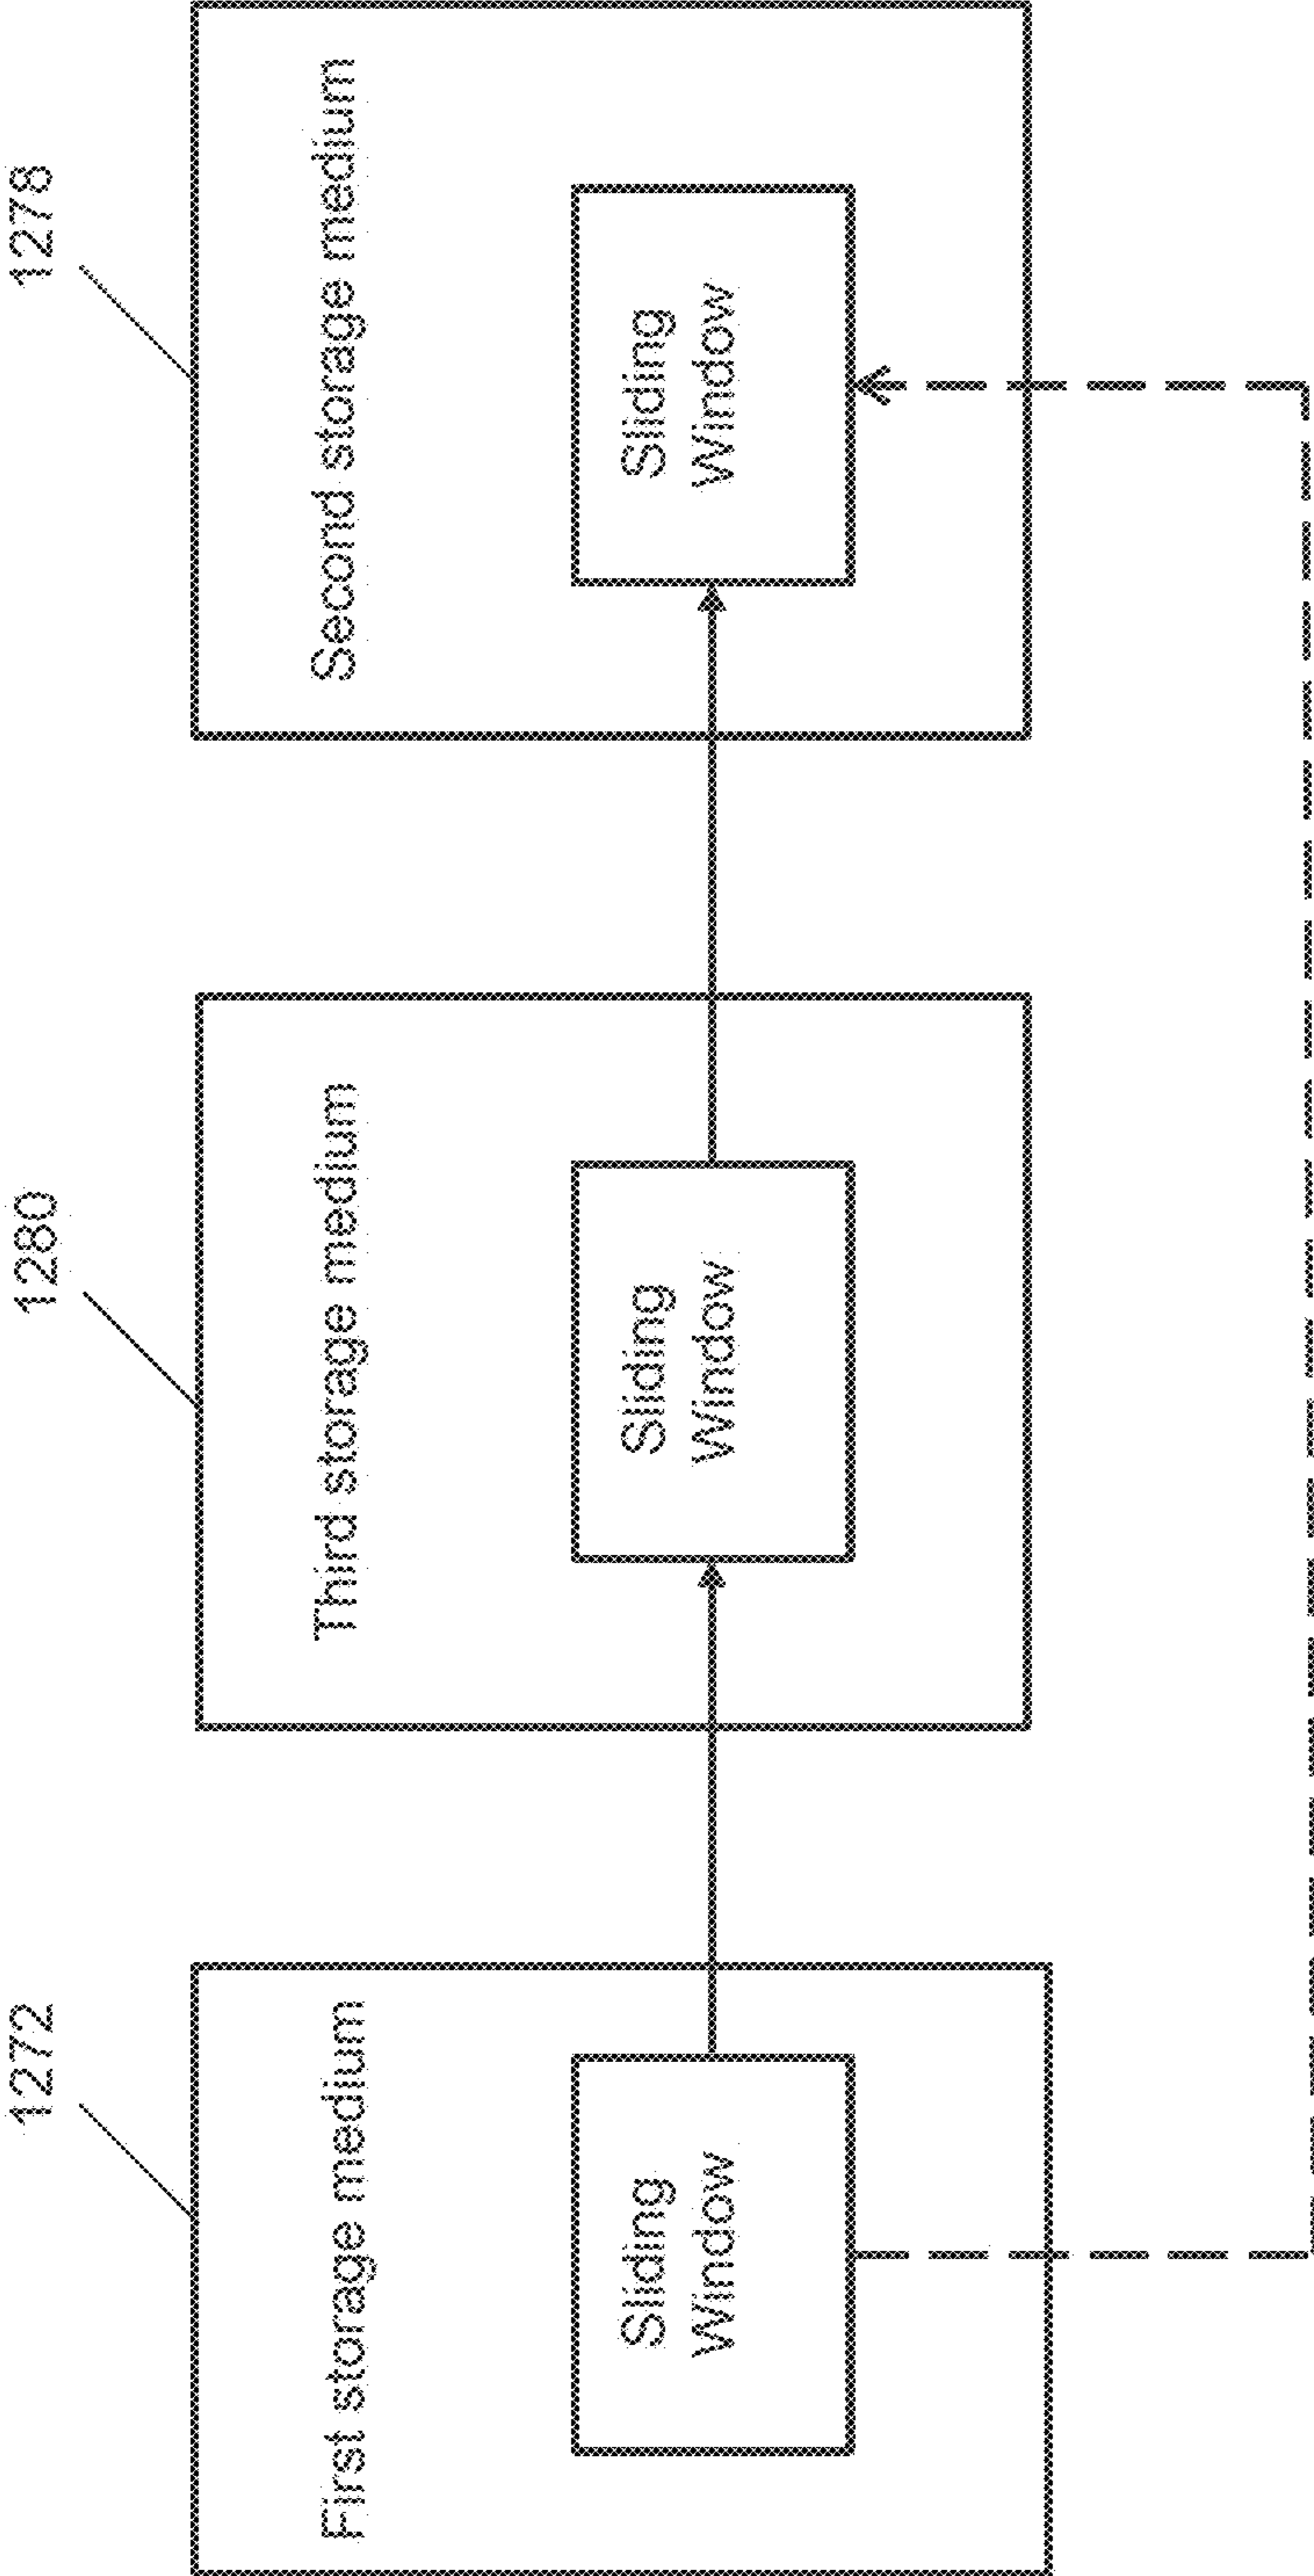 1272
First storage medium
Sliding
Window
1280
Third storage medium
Sliding
Window
1278
Second storage medium
Sliding
Window